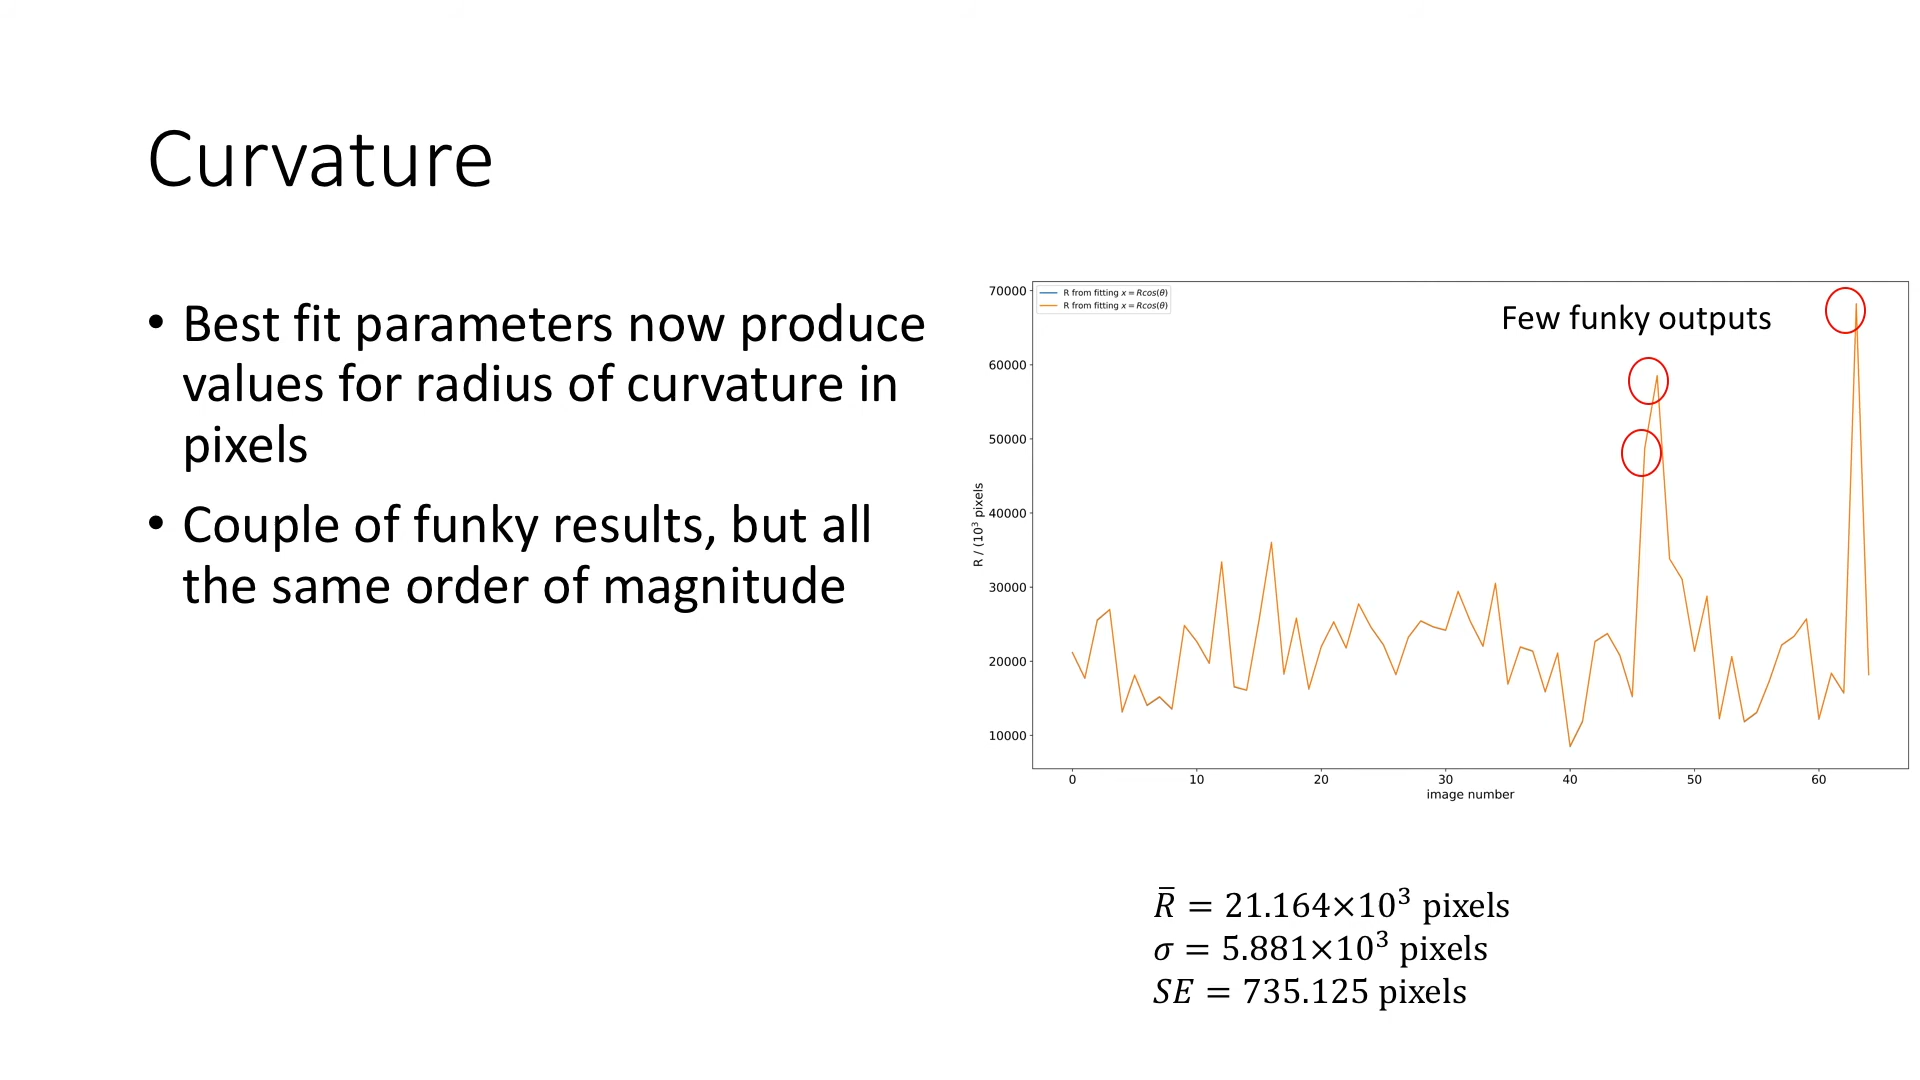 Curvature
• Best fit parameters now produce
values for radius of curvature in
pixels
• Couple of funky results, but all
the same order of magnitude
R from fitting x = Rcos(θ)
R from fitting x = Rcos(θ)
Few funky outputs
70000
60000
50000
40000
30000
20000
10000
R / (10³ pixels
0 10 20 30 40 50 60
image number
R̄ = 21.164×10³ pixels
σ = 5.881×10³ pixels
SE = 735.125 pixels